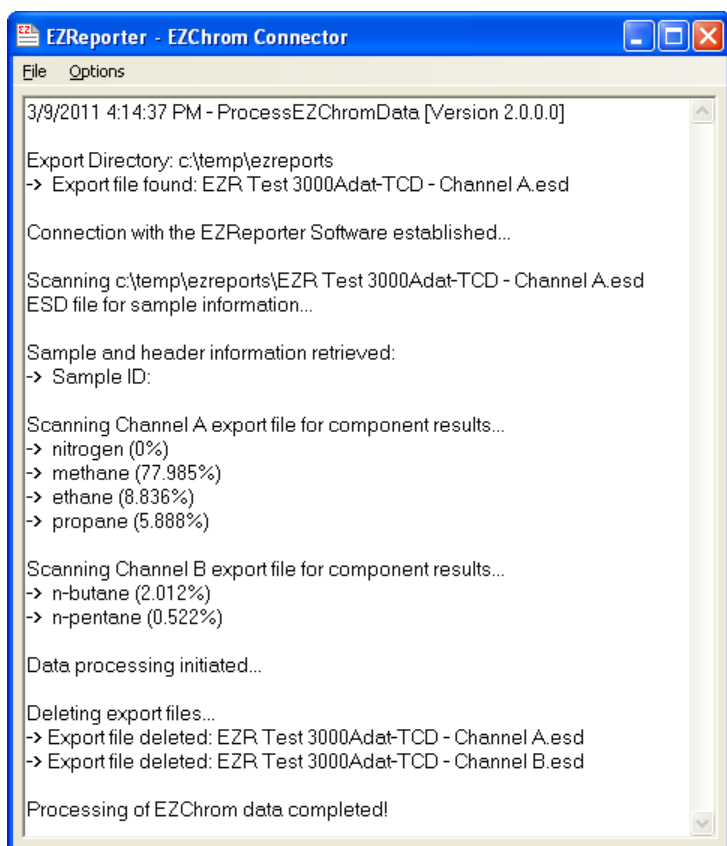 EZ EZReporter - EZChrom Connector
File Options
3/9/2011 4:14:37 PM - ProcessEZChromData [Version 2.0.0.0]
Export Directory: c:\temp\ezreports
-> Export file found: EZR Test 3000Adat-TCD - Channel A.esd
Connection with the EZReporter Software established...
Scanning c:\temp\ezreports\EZR Test 3000Adat-TCD - Channel A.esd
ESD file for sample information...
Sample and header information retrieved:
-> Sample ID:
Scanning Channel A export file for component results...
-> nitrogen (0%)
-> methane (77.985%)
-> ethane (8.836%)
-> propane (5.888%)
Scanning Channel B export file for component results...
-> n-butane (2.012%)
-> n-pentane (0.522%)
Data processing initiated...
Deleting export files...
-> Export file deleted: EZR Test 3000Adat-TCD - Channel A.esd
-> Export file deleted: EZR Test 3000Adat-TCD - Channel B.esd
Processing of EZChrom data completed!